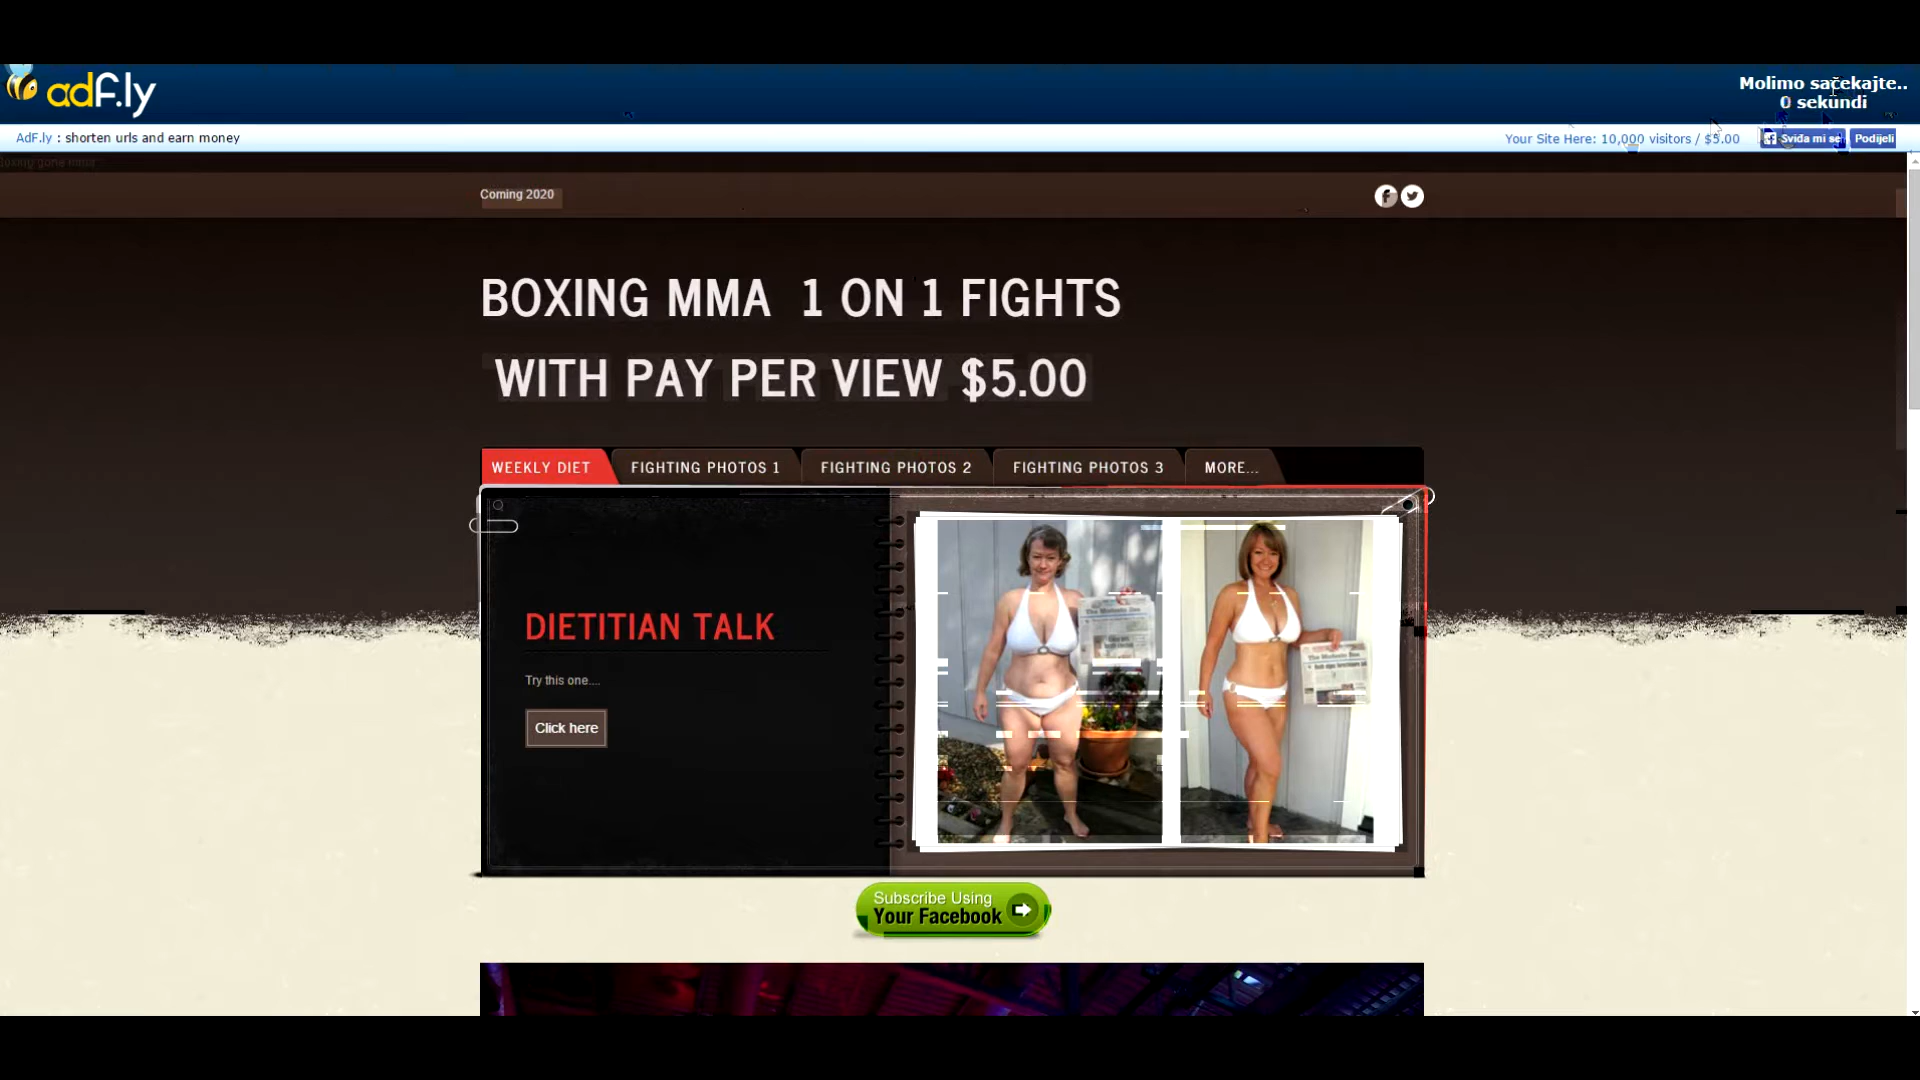 adf.ly
Molimo sačekajte..
0 sekundi
AdF.ly : shorten urls and earn money
Your Site Here: 10,000 visitors / $5.00
Sviđa mi se
Podijeli
Boxing gone mma
Coming 2020
BOXING MMA 1 ON 1 FIGHTS
WITH PAY PER VIEW $5.00
WEEKLY DIET
FIGHTING PHOTOS 1
FIGHTING PHOTOS 2
FIGHTING PHOTOS 3
MORE...
DIETITIAN TALK
Try this one....
Click here
Subscribe Using
Your Facebook